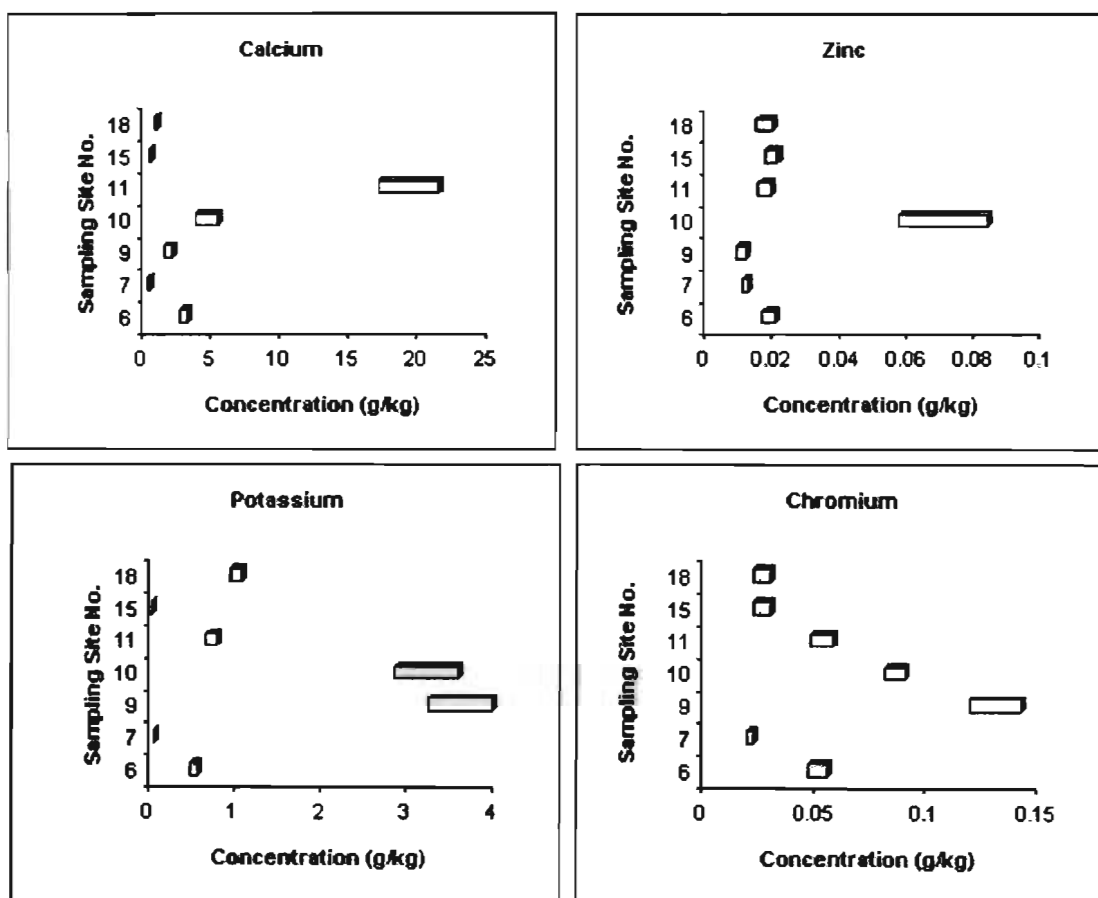 Calcium
Sampling Site No.
18
15
11
10
9
7
6
0 5 10 15 20 25
Concentration (g/kg)
Zinc
Sampling Site No.
18
15
11
10
9
7
6
0 0.02 0.04 0.06 0.08 0.1
Concentration (g/kg)
Potassium
Sampling Site No.
18
15
11
10
9
7
6
0 1 2 3 4
Concentration (g/kg)
Chromium
Sampling Site No.
18
15
11
10
9
7
6
0 0.05 0.1 0.15
Concentration (g/kg)